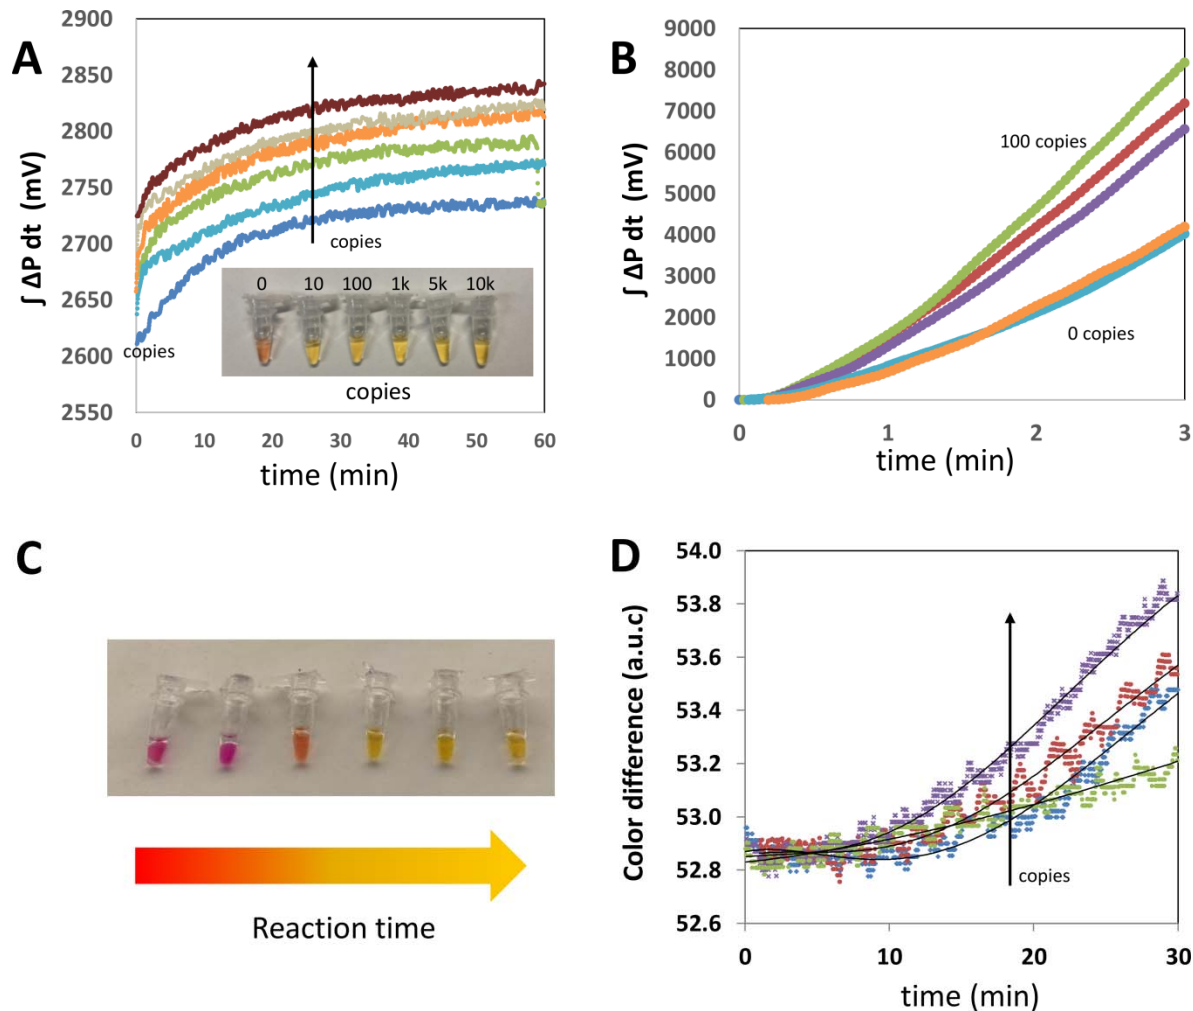 A
2900
2850
2800
2750
2700
2650
2600
2550
∫ ΔP dt (mV)
copies
copies
0 10 100 1k 5k 10k
copies
0 10 20 30 40 50 60
time (min)
B
9000
8000
7000
6000
5000
4000
3000
2000
1000
0
∫ ΔP dt (mV)
100 copies
0 copies
0 1 2 3
time (min)
C
Reaction time
D
54.0
53.8
53.6
53.4
53.2
53.0
52.8
52.6
Color difference (a.u.c)
copies
0 10 20 30
time (min)